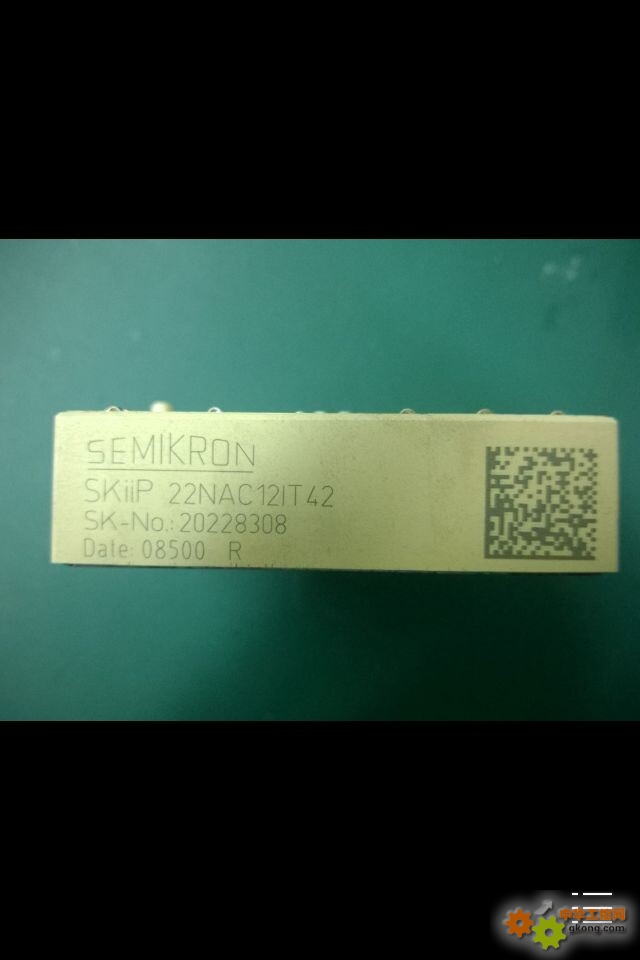 SEMIKRON
SKiiP 22NAC12IT42
SK-No.:20228308
Date: 08500 R
gkong.com